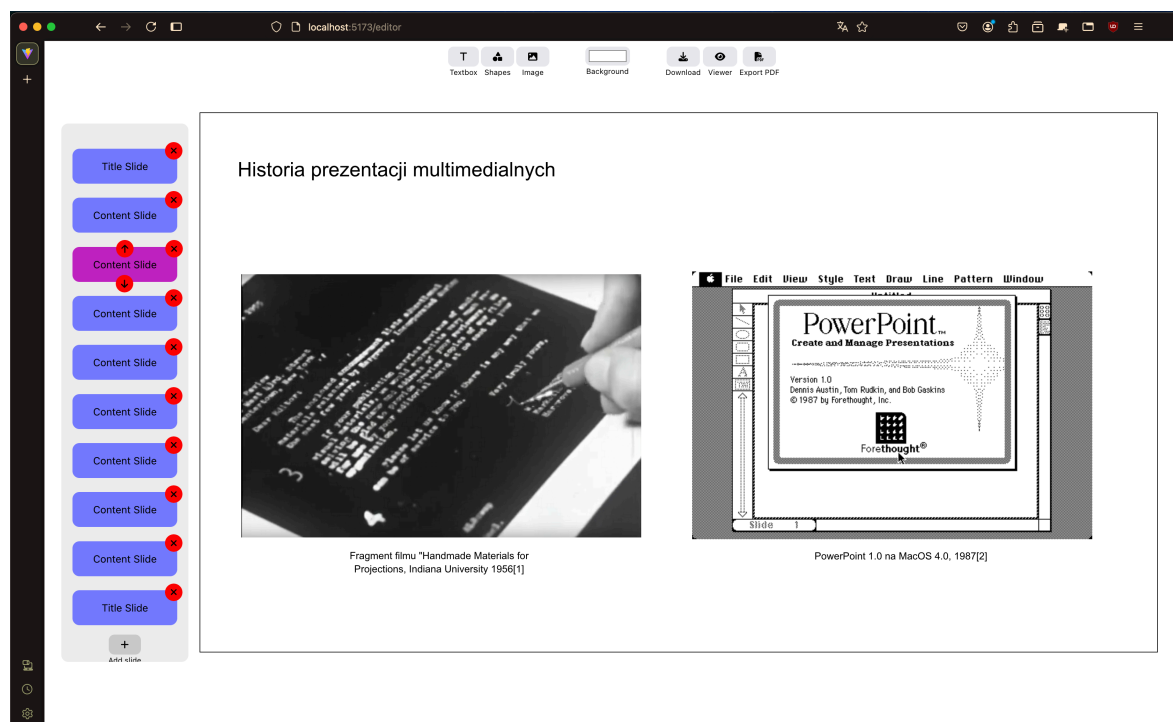 localhost:5173/editor
Textbox Shapes Image Background Download Viewer Export PDF
Title Slide
Content Slide
Content Slide
Content Slide
Content Slide
Content Slide
Content Slide
Content Slide
Content Slide
Title Slide
Add slide
Historia prezentacji multimedialnych
3
4
Fragment filmu "Handmade Materials for
Projections, Indiana University 1956[1]
File Edit View Style Text Draw Line Pattern Window
Untitled
PowerPoint™
Create and Manage Presentations
Version 1.0
Dennis Austin, Tom Rudkin, and Bob Gaskins
© 1987 by Forethought, Inc.
Forethought®
Slide 1
PowerPoint 1.0 na MacOS 4.0, 1987[2]